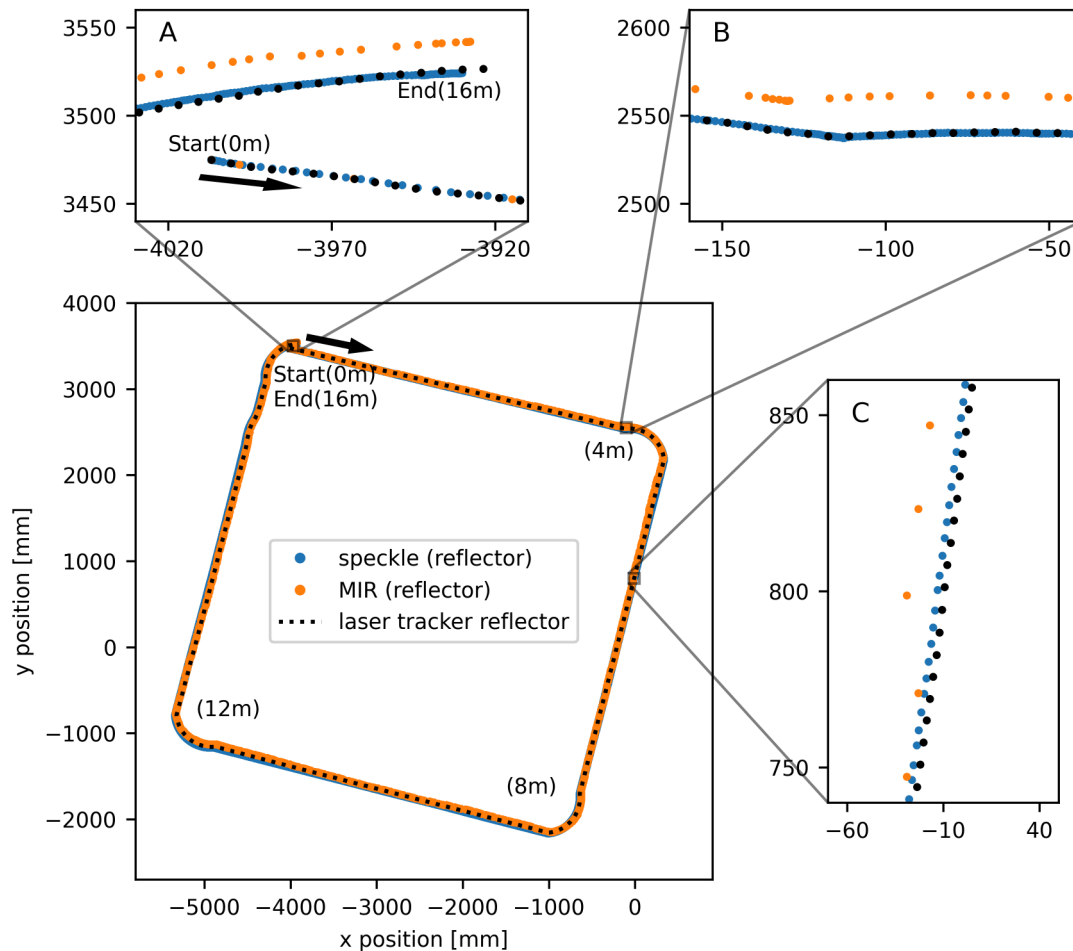 A
3550
3500
3450
Start(0m)
End(16m)
−4020
−3970
−3920
B
2600
2550
2500
−150
−100
−50
4000
3000
2000
1000
0
−1000
−2000
y position [mm]
Start(0m)
End(16m)
(4m)
(8m)
(12m)
speckle (reflector)
MIR (reflector)
laser tracker reflector
−5000
−4000
−3000
−2000
−1000
0
x position [mm]
C
850
800
750
−60
−10
40